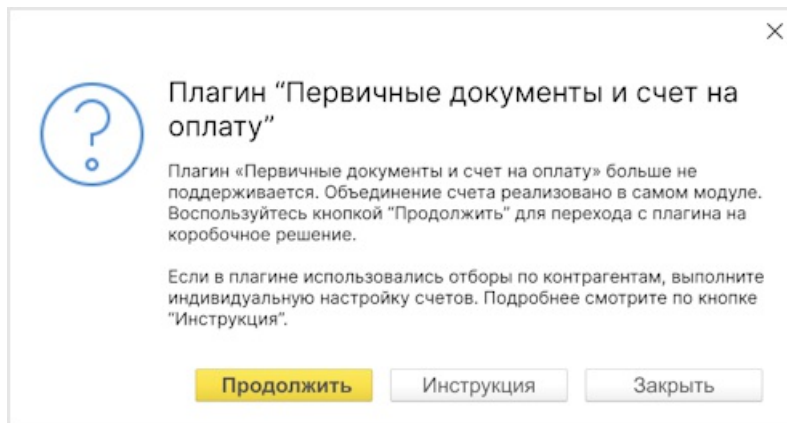 Плагин “Первичные документы и счет на
оплату”
Плагин «Первичные документы и счет на оплату» больше не
поддерживается. Объединение счета реализовано в самом модуле.
Воспользуйтесь кнопкой “Продолжить” для перехода с плагина на
коробочное решение.
Если в плагине использовались отборы по контрагентам, выполните
индивидуальную настройку счетов. Подробнее смотрите по кнопке
“Инструкция”.
Продолжить
Инструкция
Закрыть